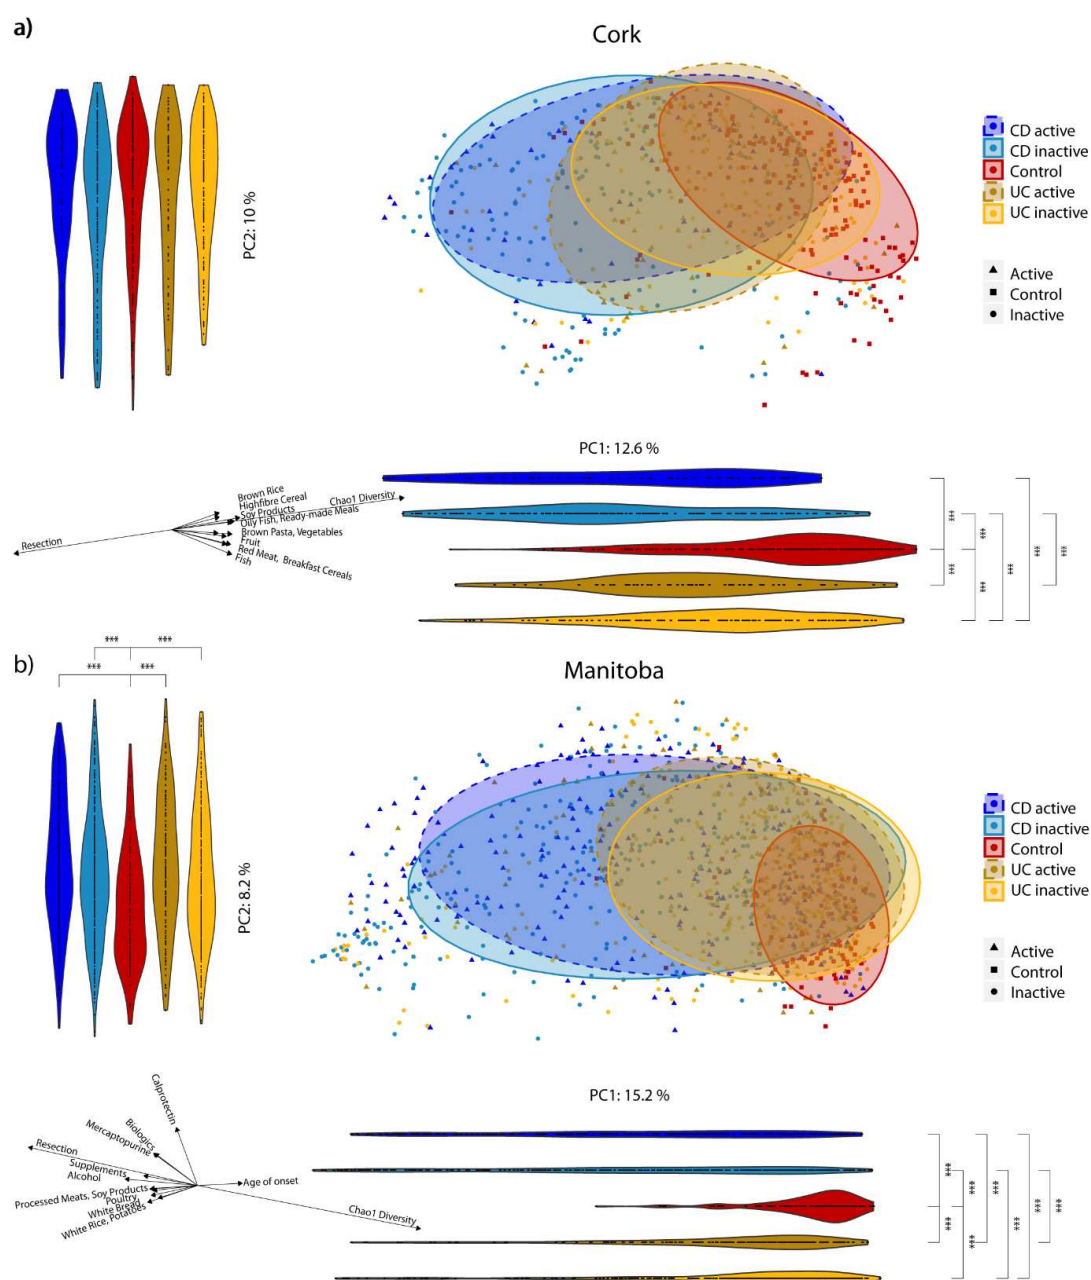 a)
Cork
CD active
CD inactive
Control
UC active
UC inactive
Active
Control
Inactive
PC2: 10 %
PC1: 12.6 %
Brown Rice
Highfibre Cereal
Chao1 Diversity
Soy Products
Oily Fish, Ready-made Meals
Brown Pasta, Vegetables
Fruit
Red Meat, Breakfast Cereals
Fish
Resection
***
***
***
***
***
***
***
***
***
***
***
b)
Manitoba
CD active
CD inactive
Control
UC active
UC inactive
Active
Control
Inactive
PC2: 8.2 %
PC1: 15.2 %
Calprotectin
Biologics
Mercaptopurine
Resection
Supplements
Alcohol
Age of onset
Processed Meats, Soy Products
Poultry
White Bread
White Rice, Potatoes
Chao1 Diversity
***
***
***
***
***
***
***
***